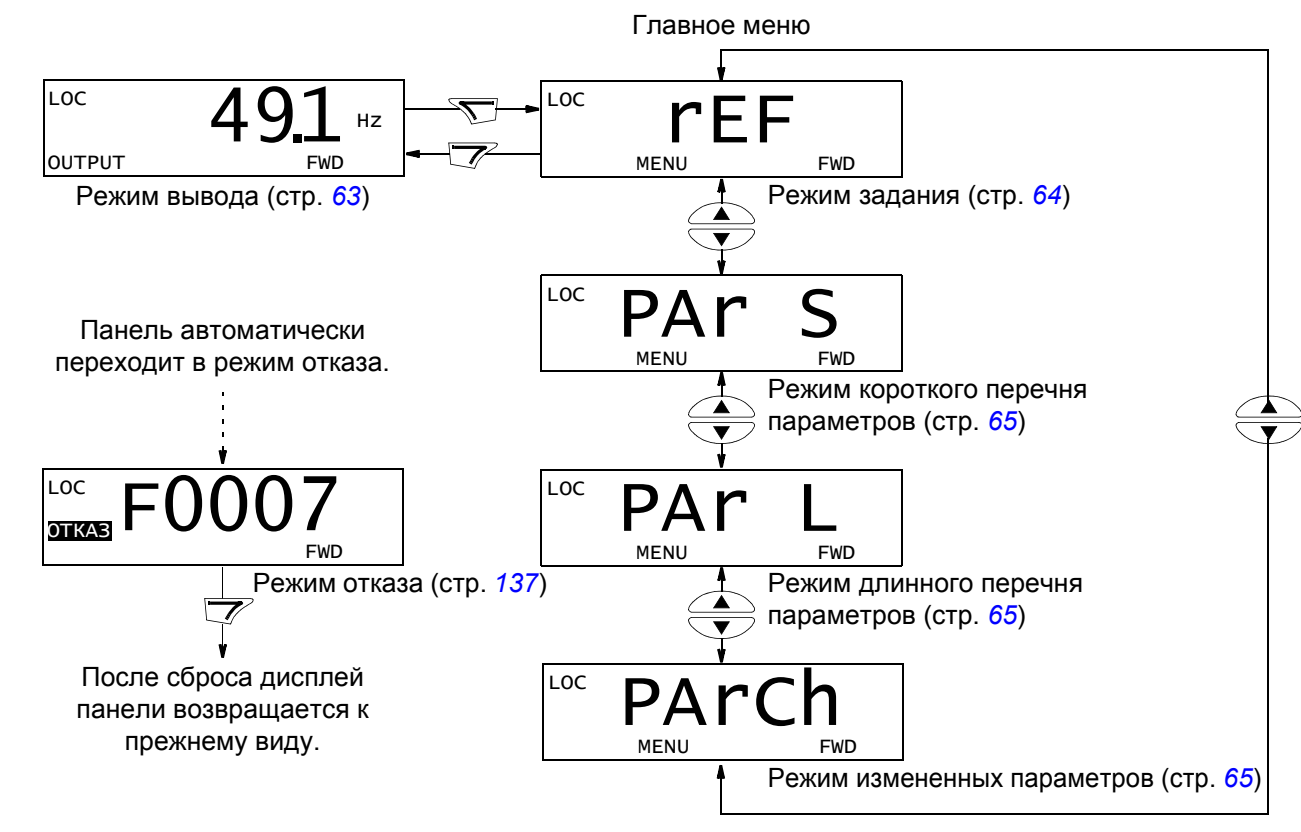 Главное меню
LOC
49.1 Hz
OUTPUT FWD
Режим вывода (стр. 63)
LOC
rEF
MENU FWD
Режим задания (стр. 64)
LOC
PAr S
MENU FWD
Режим короткого перечня
параметров (стр. 65)
Панель автоматически
переходит в режим отказа.
LOC
F0007
ОТКАЗ
FWD
Режим отказа (стр. 137)
После сброса дисплей
панели возвращается к
прежнему виду.
LOC
PAr L
MENU FWD
Режим длинного перечня
параметров (стр. 65)
LOC
PArCh
MENU FWD
Режим измененных параметров (стр. 65)